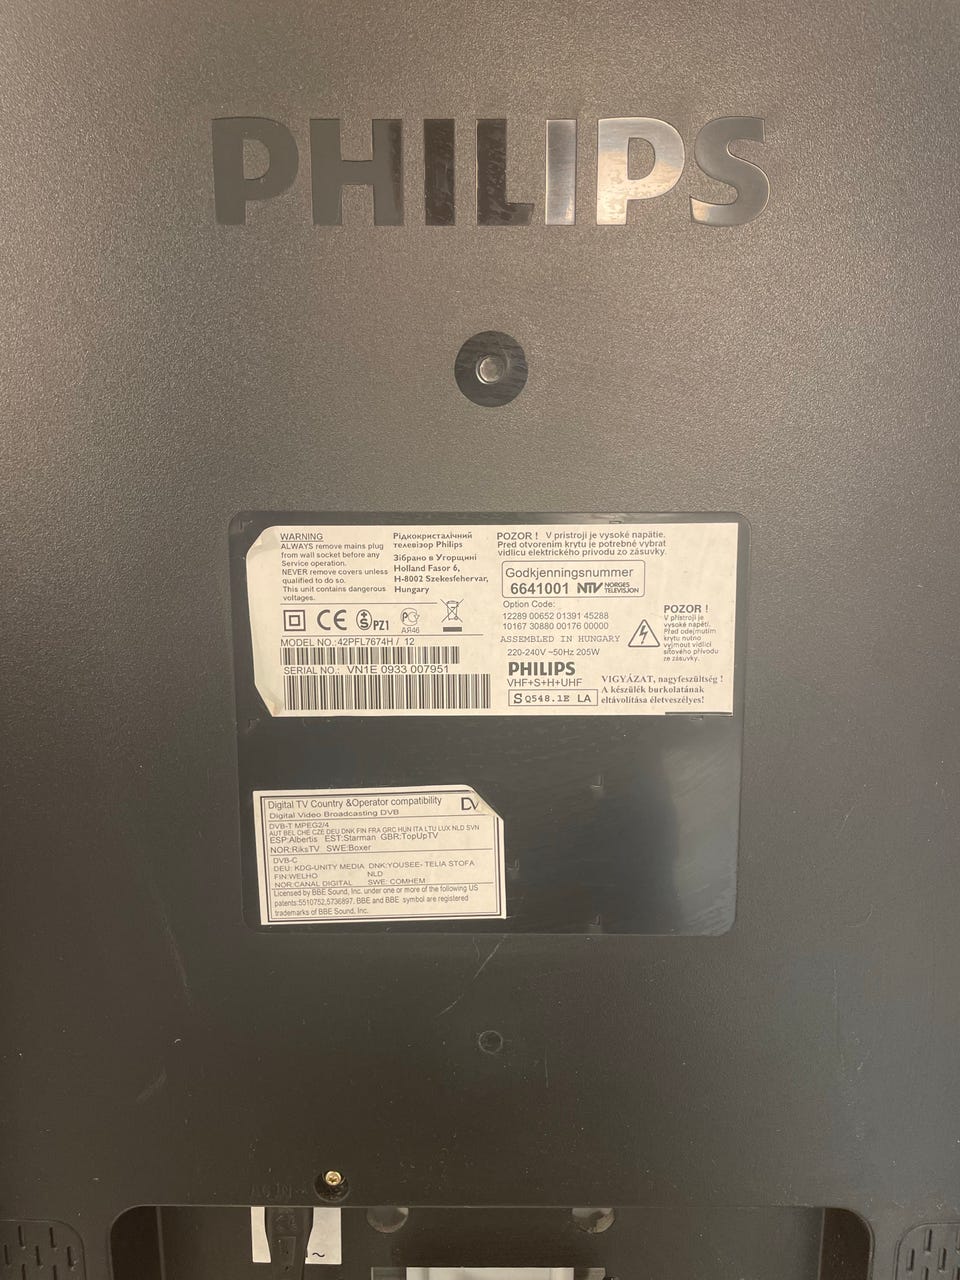 PHILIPS
WARNING
ALWAYS remove mains plug
from wall socket before any
Service operation.
NEVER remove covers unless
qualified to do so.
This unit contains dangerous
voltages.
Рідкокристалічний
телевізор Philips
Зібрано в Угорщині
Holland Fasor 6,
H-8002 Szekesfehervar,
Hungary
CE
S PZ1
АЯ46
MODEL NO.: 42PFL7674H / 12
SERIAL NO.: VN1E 0933 007951
POZOR ! V pristroji je vysoké napätie.
Pred otvorením krytu je potrebné vybrat
vidlicu elektrického prívodu zo zásuvky.
Godkjenningsnummer
6641001 NTV NORGES
TELEVISJON
Option Code:
12289 00652 01391 45288
10167 30880 00176 00000
ASSEMBLED IN HUNGARY
220-240V ~50Hz 205W
PHILIPS
VHF+S+H+UHF
S Q548.1E LA
POZOR !
V přístroji je
vysoké napětí.
Před odejmutím
krytu nutno
vyjmout vidlici
síťového přívodu
ze zásuvky.
VIGYÁZAT, nagyfeszültség !
A készülék burkolatának
eltávolítása életveszélyes!
Digital TV Country &Operator compatibility
DV
Digital Video Broadcasting DVB
DVB-T MPEG2/4
AUT BEL CHE CZE DEU DNK FIN FRA GRC HUN ITA LTU LUX NLD SVN
ESP:Albertis EST:Starman GBR:TopUpTV
NOR:RiksTV SWE:Boxer
DVB-C
DEU: KDG-UNITY MEDIA DNK:YOUSEE- TELIA STOFA
FIN:WELHO NLD
NOR:CANAL DIGITAL SWE: COMHEM
Licensed by BBE Sound, Inc. under one or more of the following US
patents:5510752,5736897. BBE and BBE symbol are registered
trademarks of BBE Sound, Inc.
~